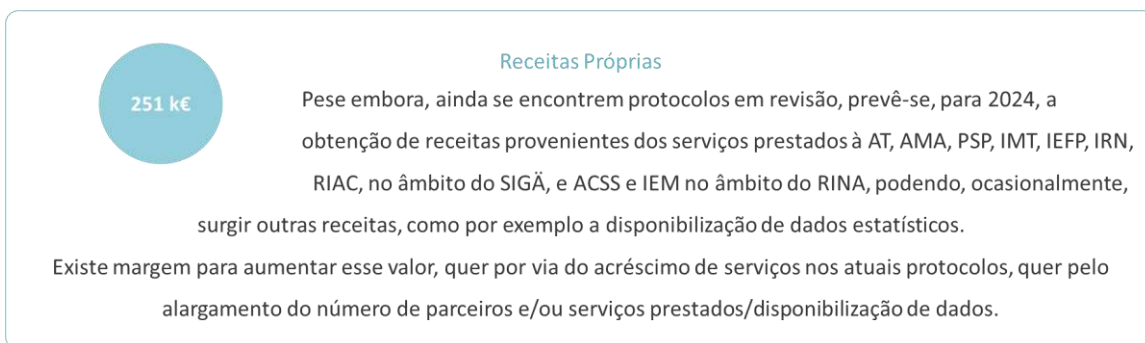 Receitas Próprias
251 k€
Pese embora, ainda se encontrem protocolos em revisão, prevê-se, para 2024, a
obtenção de receitas provenientes dos serviços prestados à AT, AMA, PSP, IMT, IEFP, IRN,
RIAC, no âmbito do SIGÄ, e ACSS e IEM no âmbito do RINA, podendo, ocasionalmente,
surgir outras receitas, como por exemplo a disponibilização de dados estatísticos.
Existe margem para aumentar esse valor, quer por via do acréscimo de serviços nos atuais protocolos, quer pelo
alargamento do número de parceiros e/ou serviços prestados/disponibilização de dados.